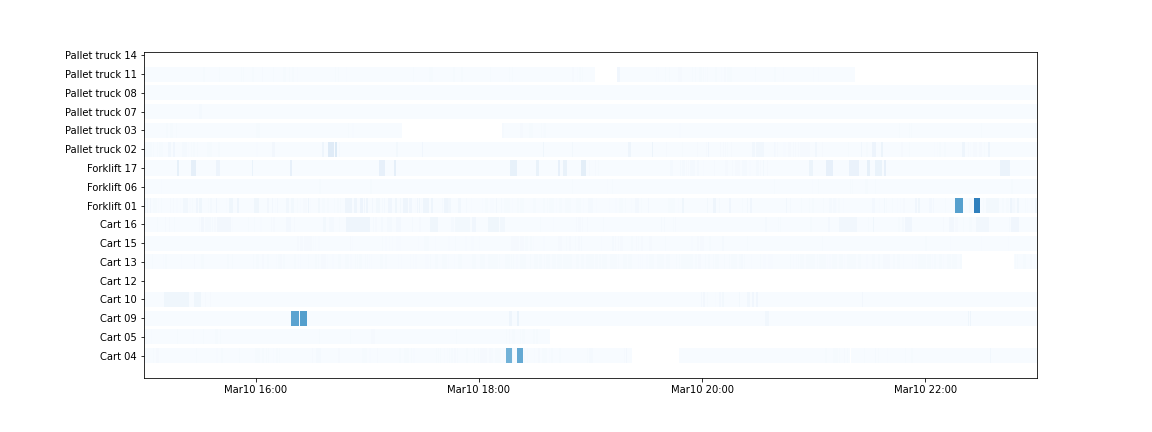 Pallet truck 14
Pallet truck 11
Pallet truck 08
Pallet truck 07
Pallet truck 03
Pallet truck 02
Forklift 17
Forklift 06
Forklift 01
Cart 16
Cart 15
Cart 13
Cart 12
Cart 10
Cart 09
Cart 05
Cart 04
Mar10 16:00 Mar10 18:00 Mar10 20:00 Mar10 22:00